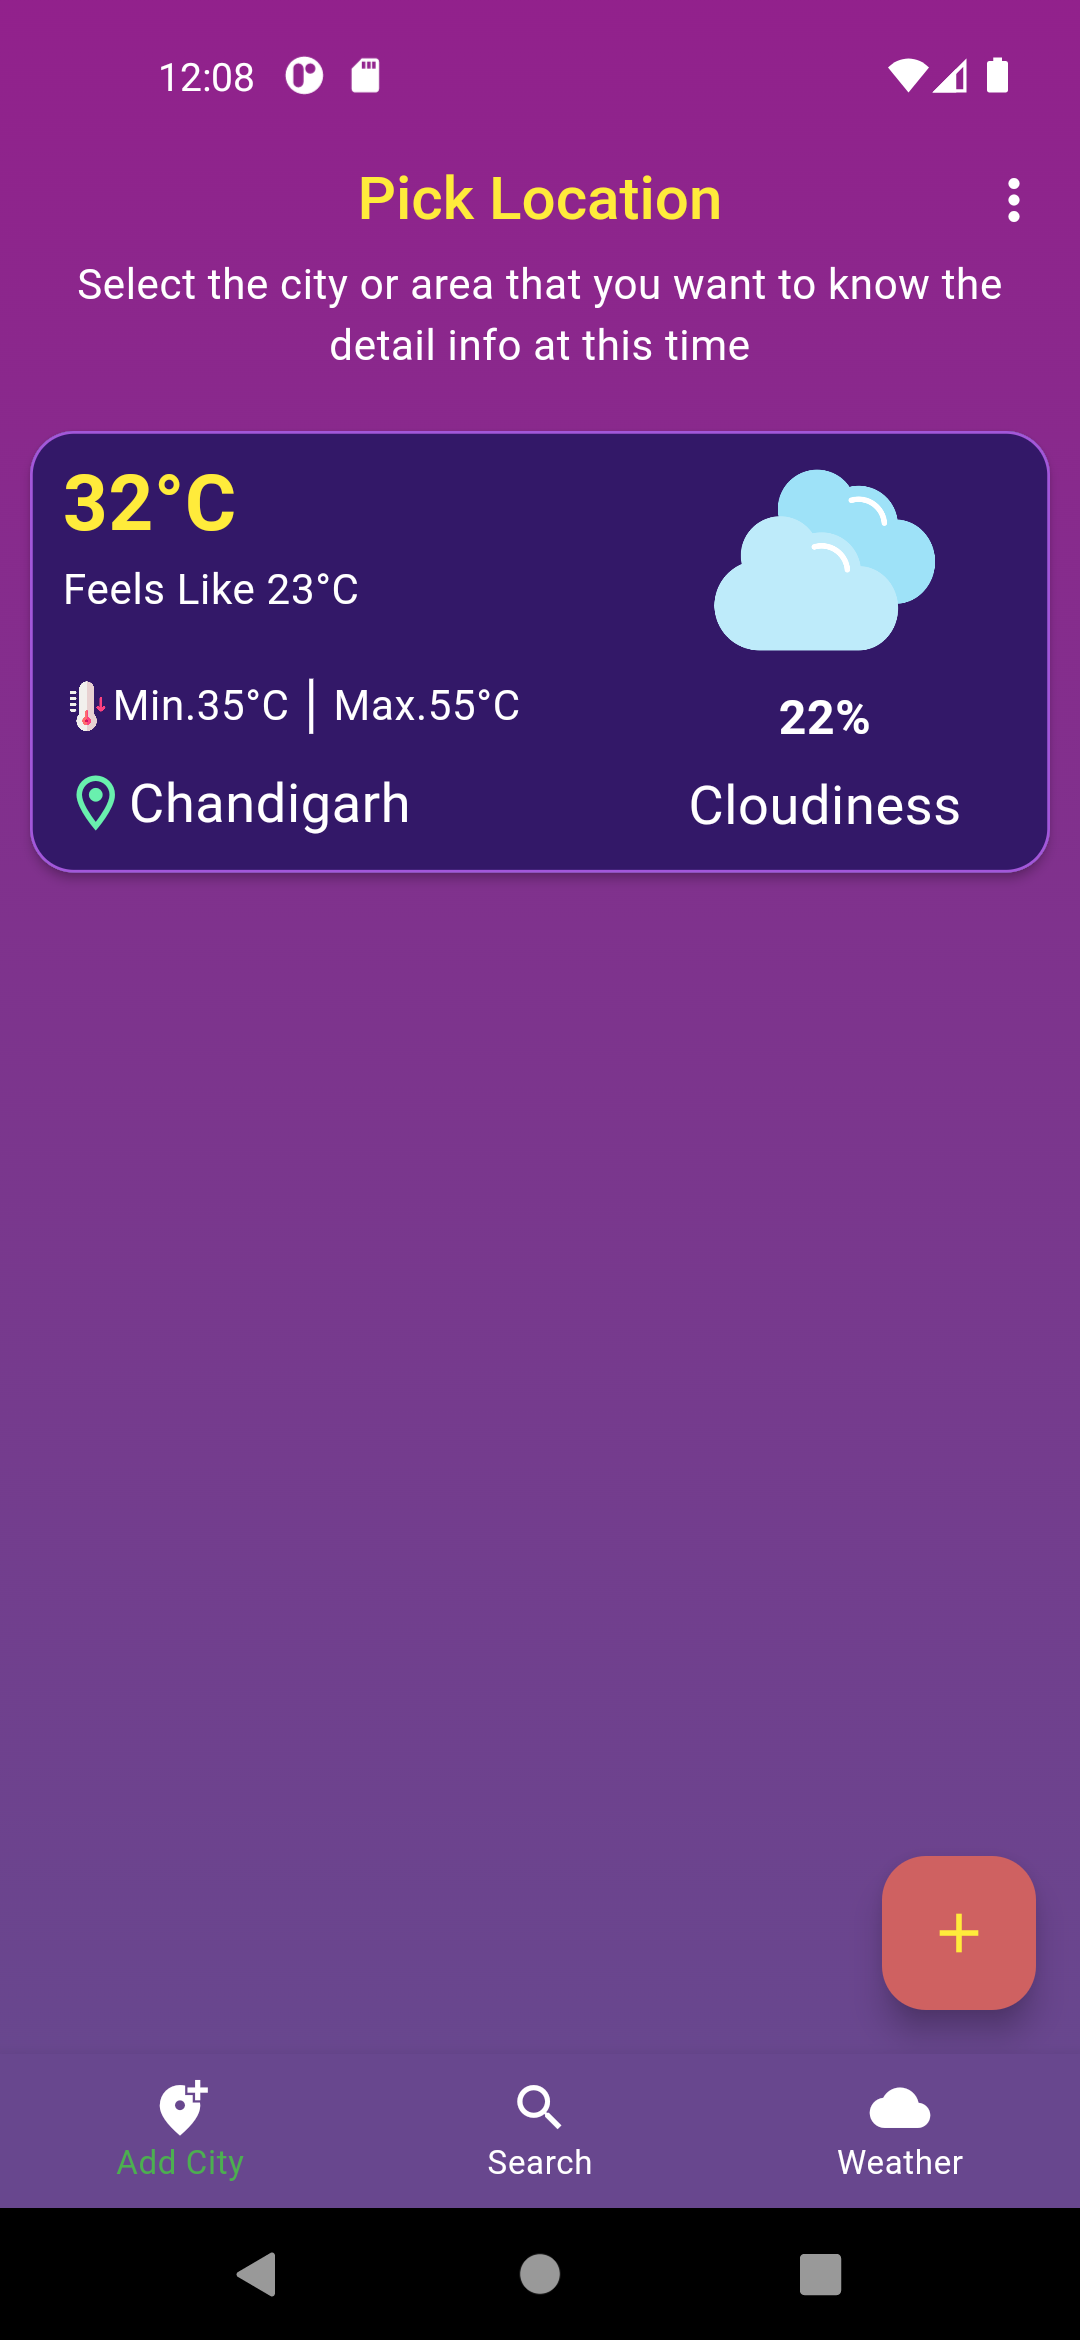 12:08
Pick Location
Select the city or area that you want to know the
detail info at this time
32°C
Feels Like 23°C
Min.35°C | Max.55°C
22%
Chandigarh
Cloudiness
Add City
Search
Weather